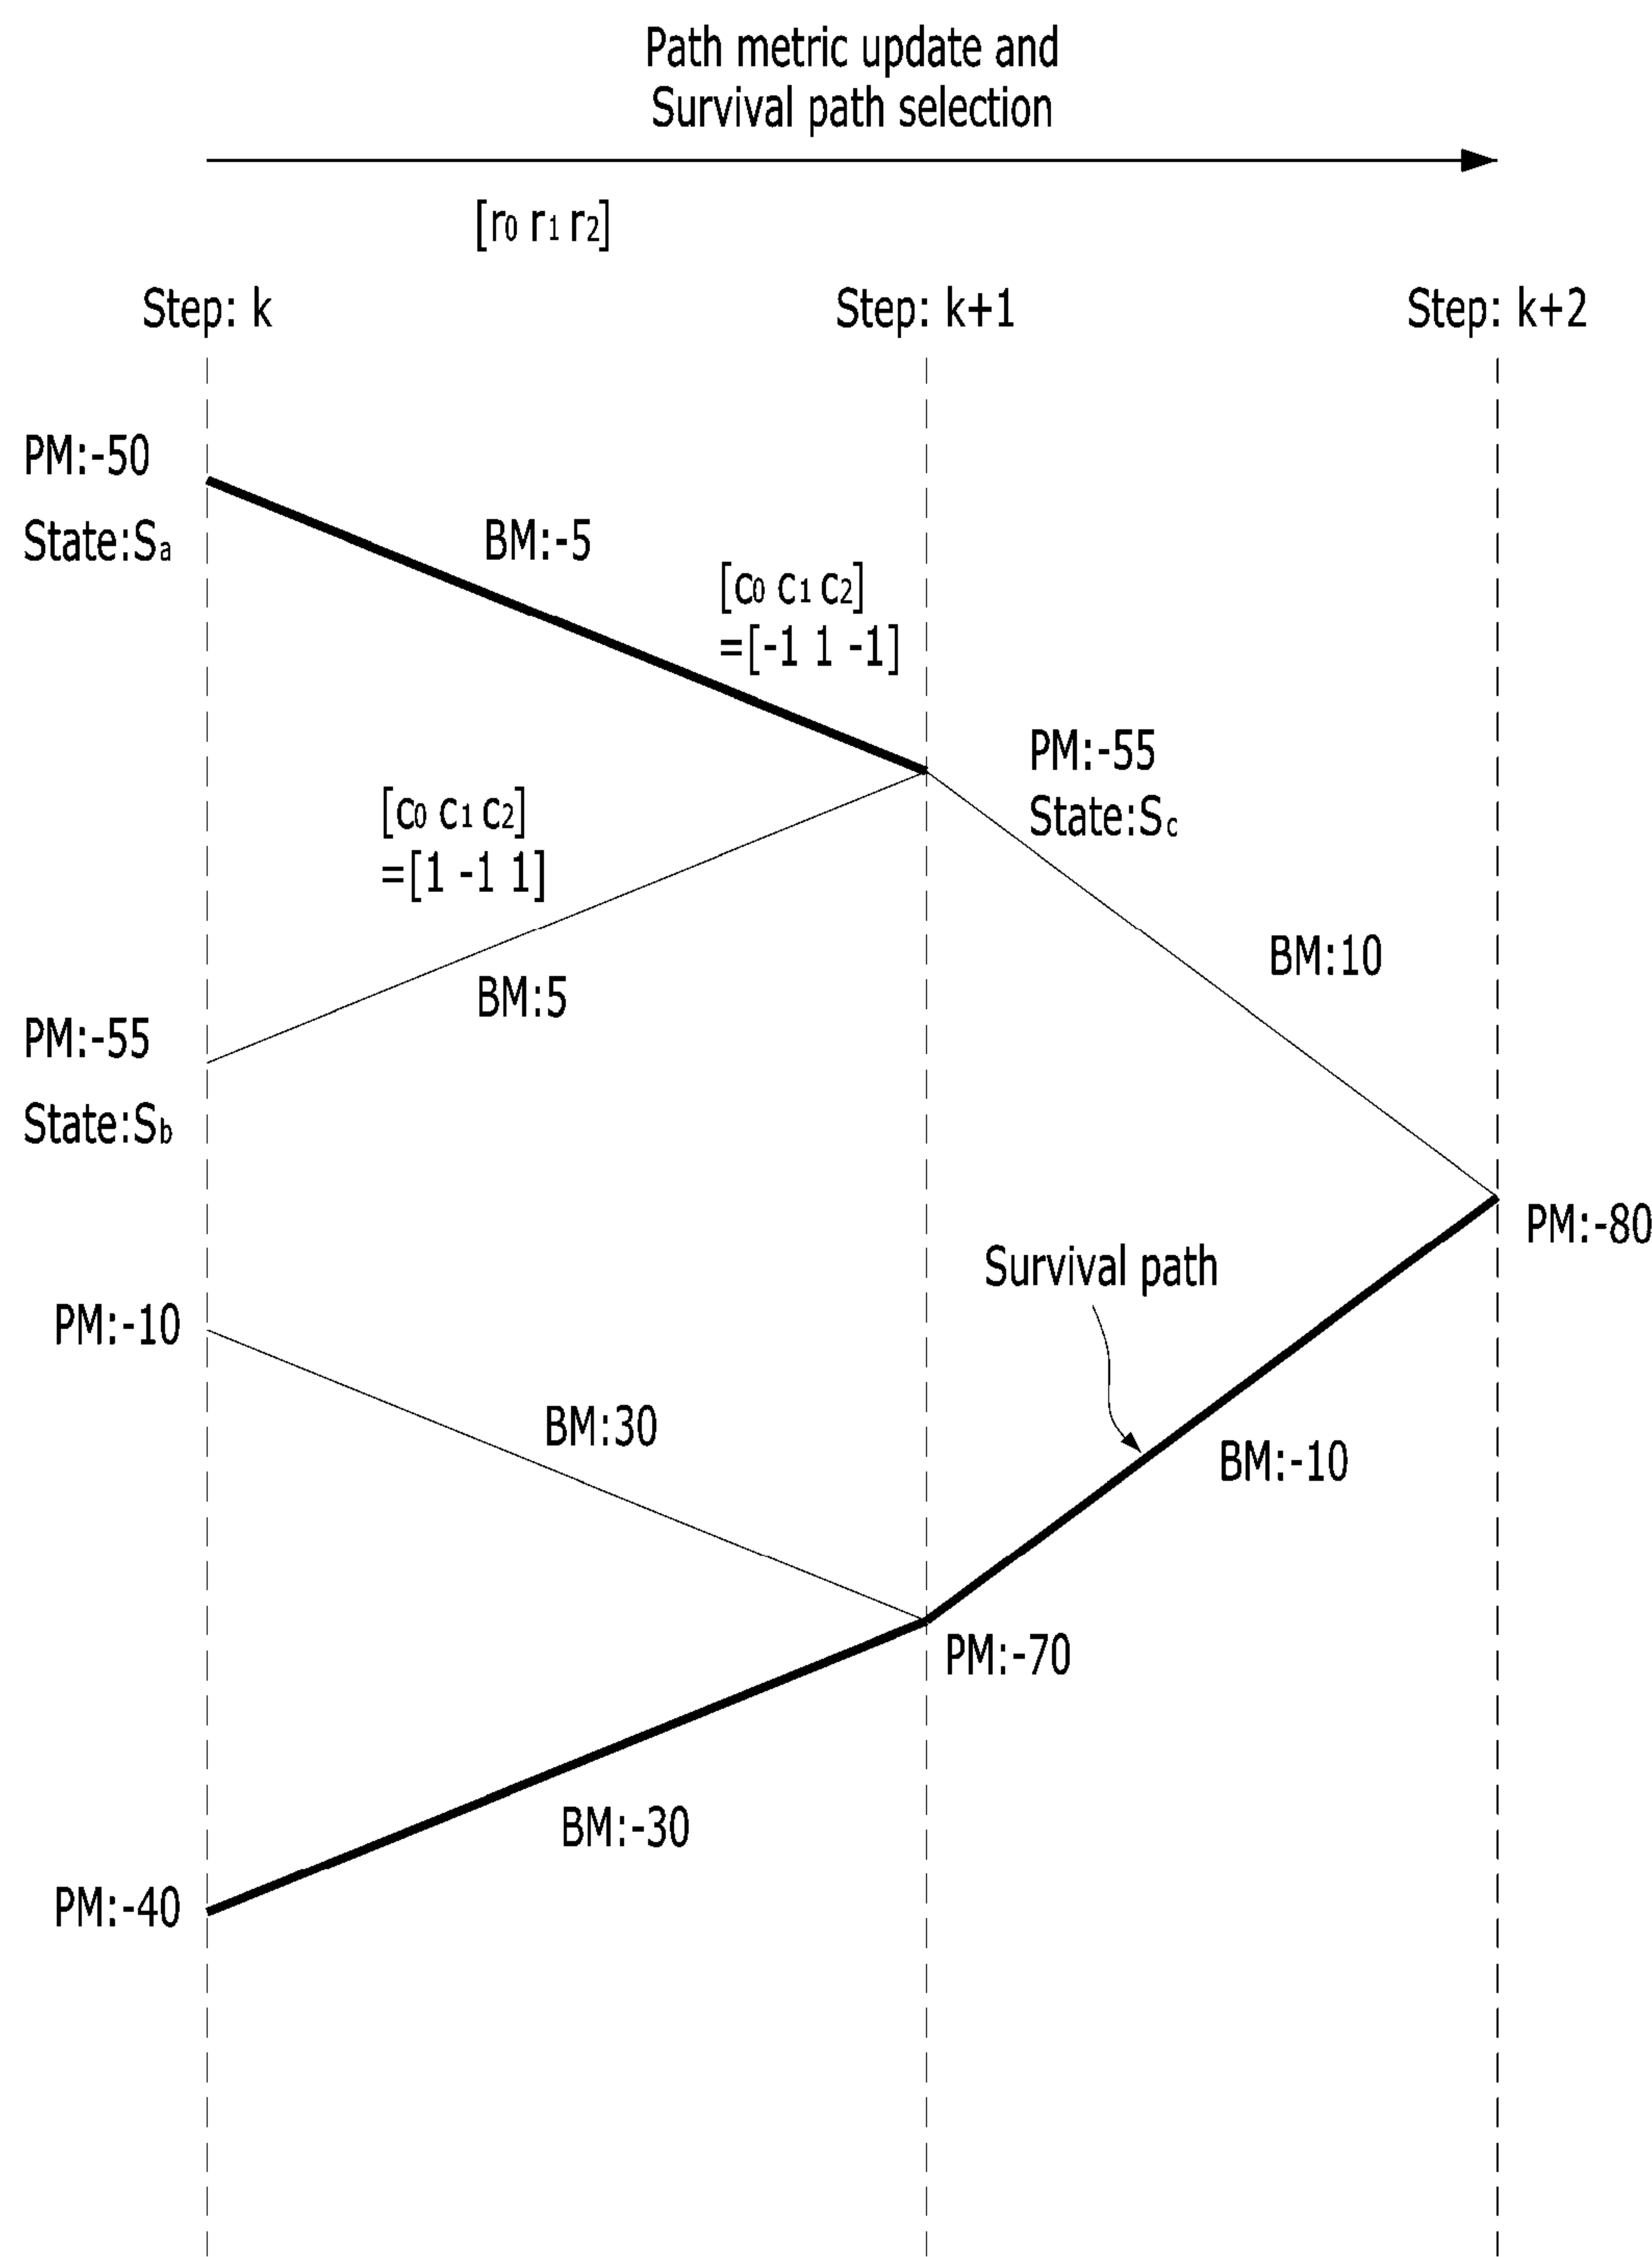 Path metric update and
Survival path selection
[r0 r1 r2]
Step: k
Step: k+1
Step: k+2
PM:-50
State:Sa
BM:-5
[c0 c1 c2]
=[-1 1 -1]
PM:-55
State:Sc
[c0 c1 c2]
=[1 -1 1]
BM:10
BM:5
PM:-55
State:Sb
PM:-80
Survival path
PM:-10
BM:30
BM:-10
PM:-70
BM:-30
PM:-40